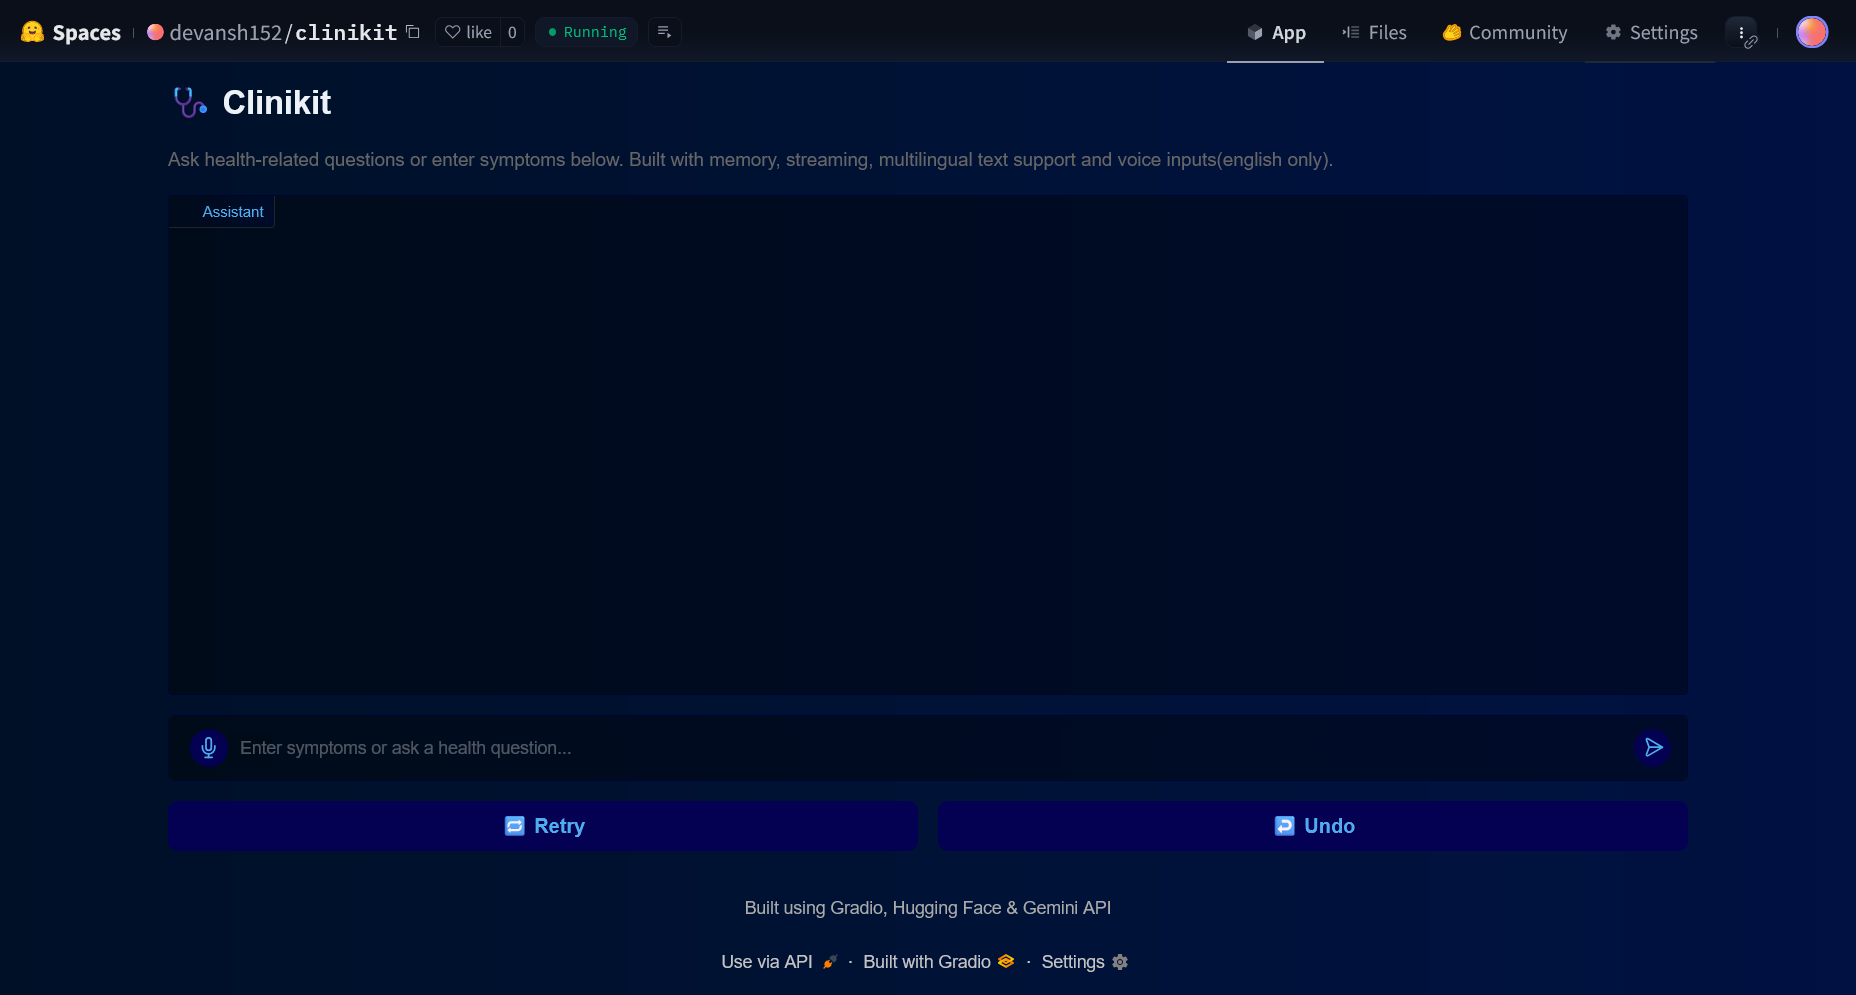 Spaces devansh152/clinikit like 0 Running App Files Community Settings
Clinikit
Ask health-related questions or enter symptoms below. Built with memory, streaming, multilingual text support and voice inputs(english only).
Assistant
Enter symptoms or ask a health question...
Retry Undo
Built using Gradio, Hugging Face & Gemini API
Use via API · Built with Gradio · Settings